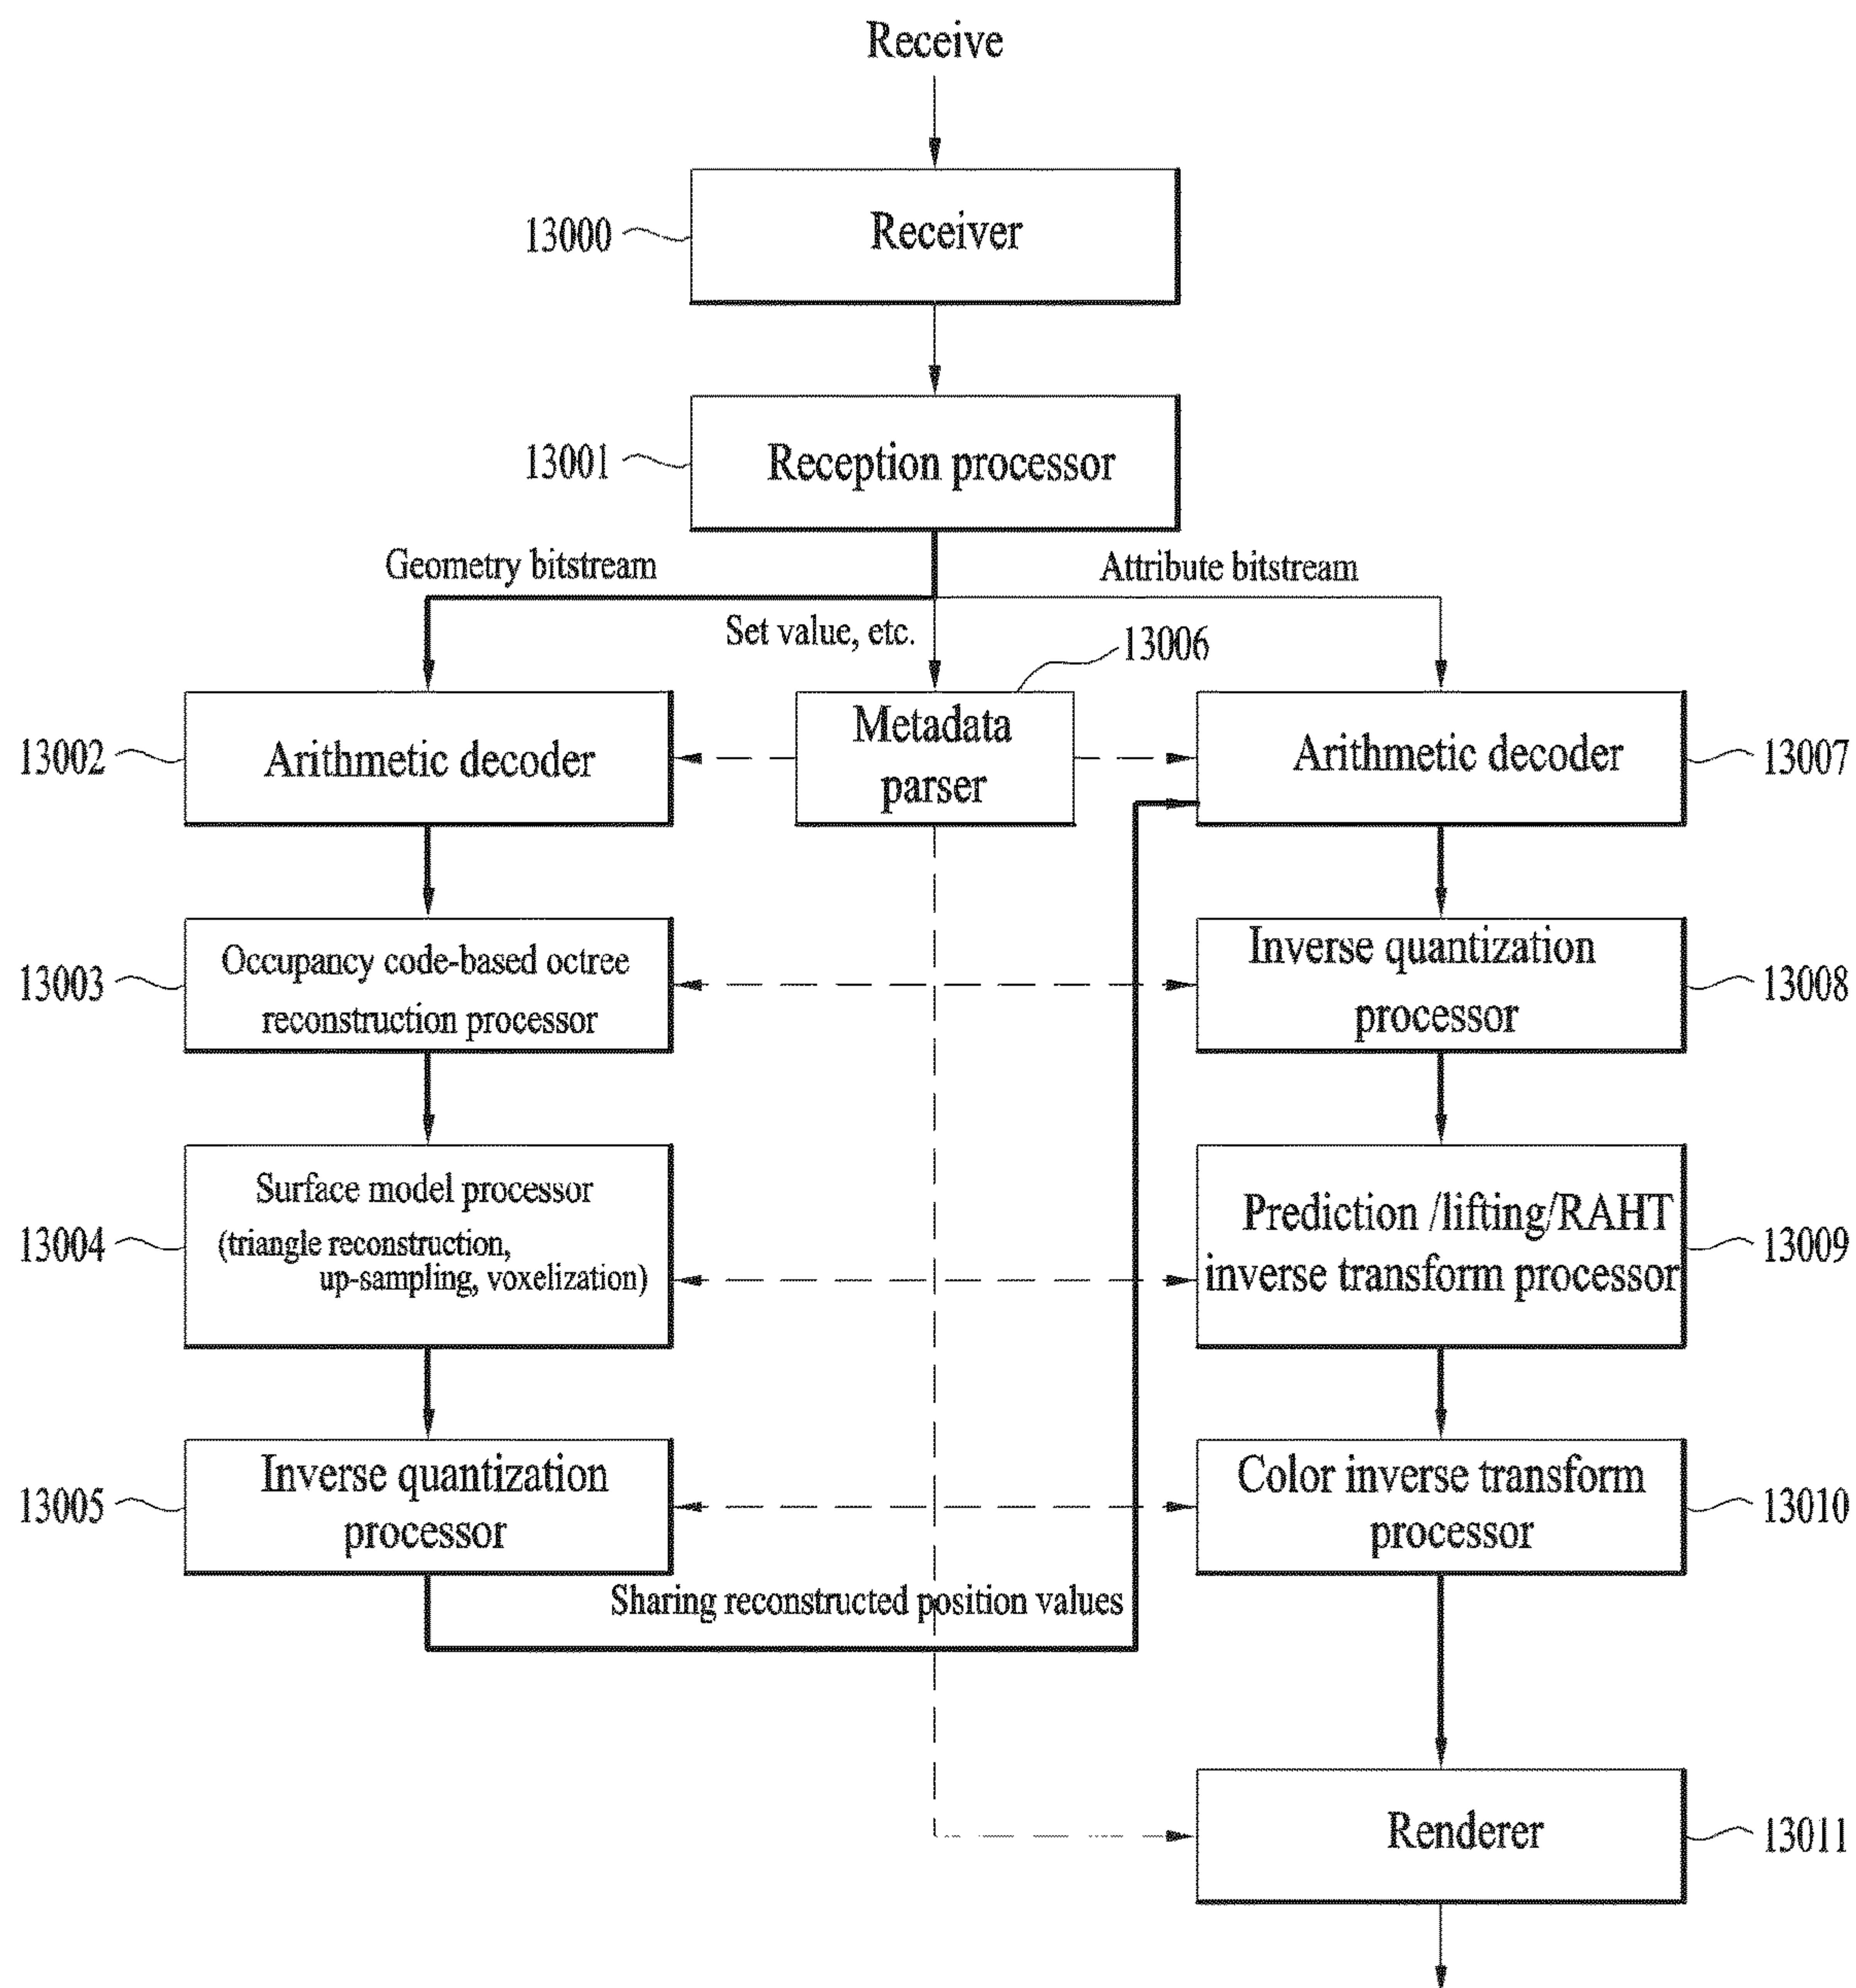 Receive
13000
Receiver
13001
Reception processor
Geometry bitstream
Attribute bitstream
Set value, etc.
13006
13002
Arithmetic decoder
Metadata
parser
Arithmetic decoder
13007
13003
Occupancy code-based octree
reconstruction processor
Inverse quantization
processor
13008
13004
Surface model processor
(triangle reconstruction,
up-sampling, voxelization)
Prediction /lifting/RAHT
inverse transform processor
13009
13005
Inverse quantization
processor
Color inverse transform
processor
13010
Sharing reconstructed position values
Renderer
13011